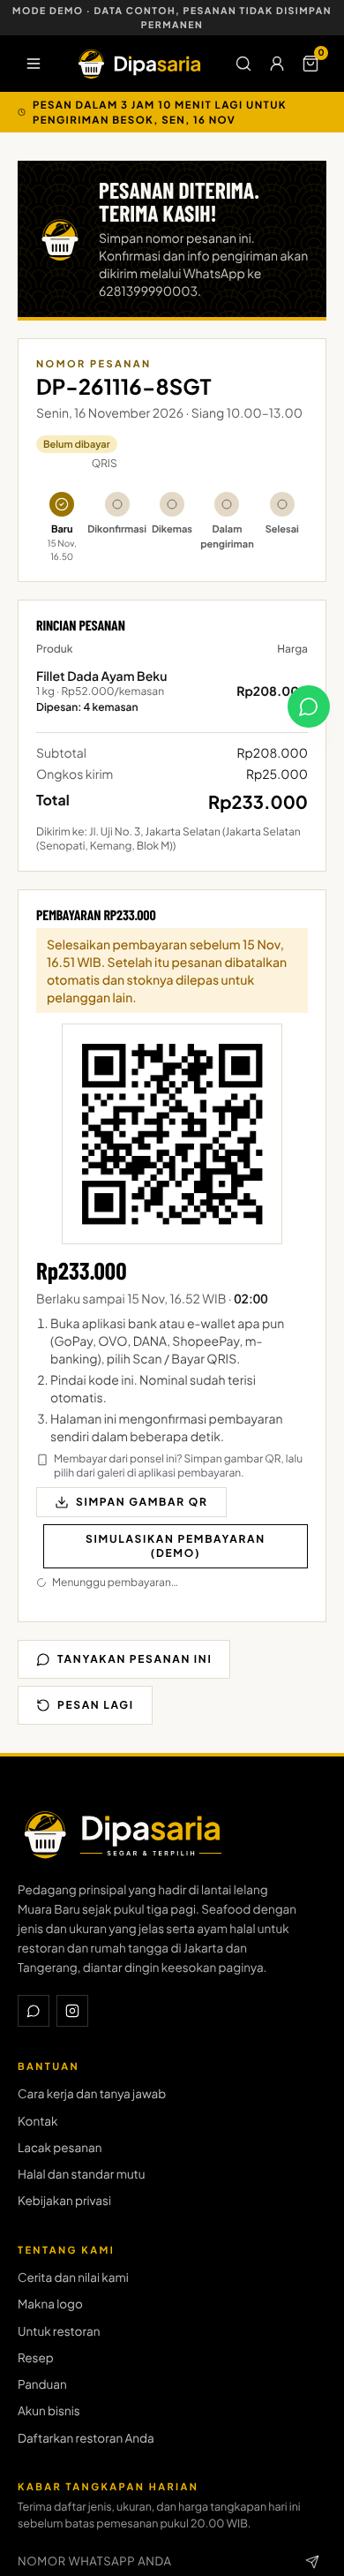 MODE DEMO · DATA CONTOH, PESANAN TIDAK DISIMPAN
PERMANEN
Dipasaria
0
PESAN DALAM 3 JAM 10 MENIT LAGI UNTUK
PENGIRIMAN BESOK, SEN, 16 NOV
PESANAN DITERIMA.
TERIMA KASIH!
Simpan nomor pesanan ini.
Konfirmasi dan info pengiriman akan
dikirim melalui WhatsApp ke
6281399990003.
NOMOR PESANAN
DP-261116-8SGT
Senin, 16 November 2026 · Siang 10.00–13.00
Belum dibayar
QRIS
Baru
Dikonfirmasi
Dikemas
Dalam
pengiriman
Selesai
15 Nov,
16.50
RINCIAN PESANAN
Produk
Harga
Fillet Dada Ayam Beku
1 kg · Rp52.000/kemasan
Dipesan: 4 kemasan
Subtotal
Rp208.000
Ongkos kirim
Rp25.000
Total
Rp233.000
Dikirim ke: Jl. Uji No. 3, Jakarta Selatan (Jakarta Selatan
(Senopati, Kemang, Blok M))
PEMBAYARAN RP233.000
Selesaikan pembayaran sebelum 15 Nov,
16.51 WIB. Setelah itu pesanan dibatalkan
otomatis dan stoknya dilepas untuk
pelanggan lain.
Rp233.000
Berlaku sampai 15 Nov, 16.52 WIB · 02:00
1. Buka aplikasi bank atau e-wallet apa pun
(GoPay, OVO, DANA, ShopeePay, m-
banking), pilih Scan / Bayar QRIS.
2. Pindai kode ini. Nominal sudah terisi
otomatis.
3. Halaman ini mengonfirmasi pembayaran
sendiri dalam beberapa detik.
Membayar dari ponsel ini? Simpan gambar QR, lalu
pilih dari galeri di aplikasi pembayaran.
SIMPAN GAMBAR QR
SIMULASIKAN PEMBAYARAN
(DEMO)
Menunggu pembayaran…
TANYAKAN PESANAN INI
PESAN LAGI
Dipasaria
SEGAR & TERPILIH
Pedagang prinsipal yang hadir di lantai lelang
Muara Baru sejak pukul tiga pagi. Seafood dengan
jenis dan ukuran yang jelas serta ayam halal untuk
restoran dan rumah tangga di Jakarta dan
Tangerang, diantar dingin keesokan paginya.
BANTUAN
Cara kerja dan tanya jawab
Kontak
Lacak pesanan
Halal dan standar mutu
Kebijakan privasi
TENTANG KAMI
Cerita dan nilai kami
Makna logo
Untuk restoran
Resep
Panduan
Akun bisnis
Daftarkan restoran Anda
KABAR TANGKAPAN HARIAN
Terima daftar jenis, ukuran, dan harga tangkapan hari ini
sebelum pemesanan ditutup pukul 20.00 WIB.
NOMOR WHATSAPP ANDA